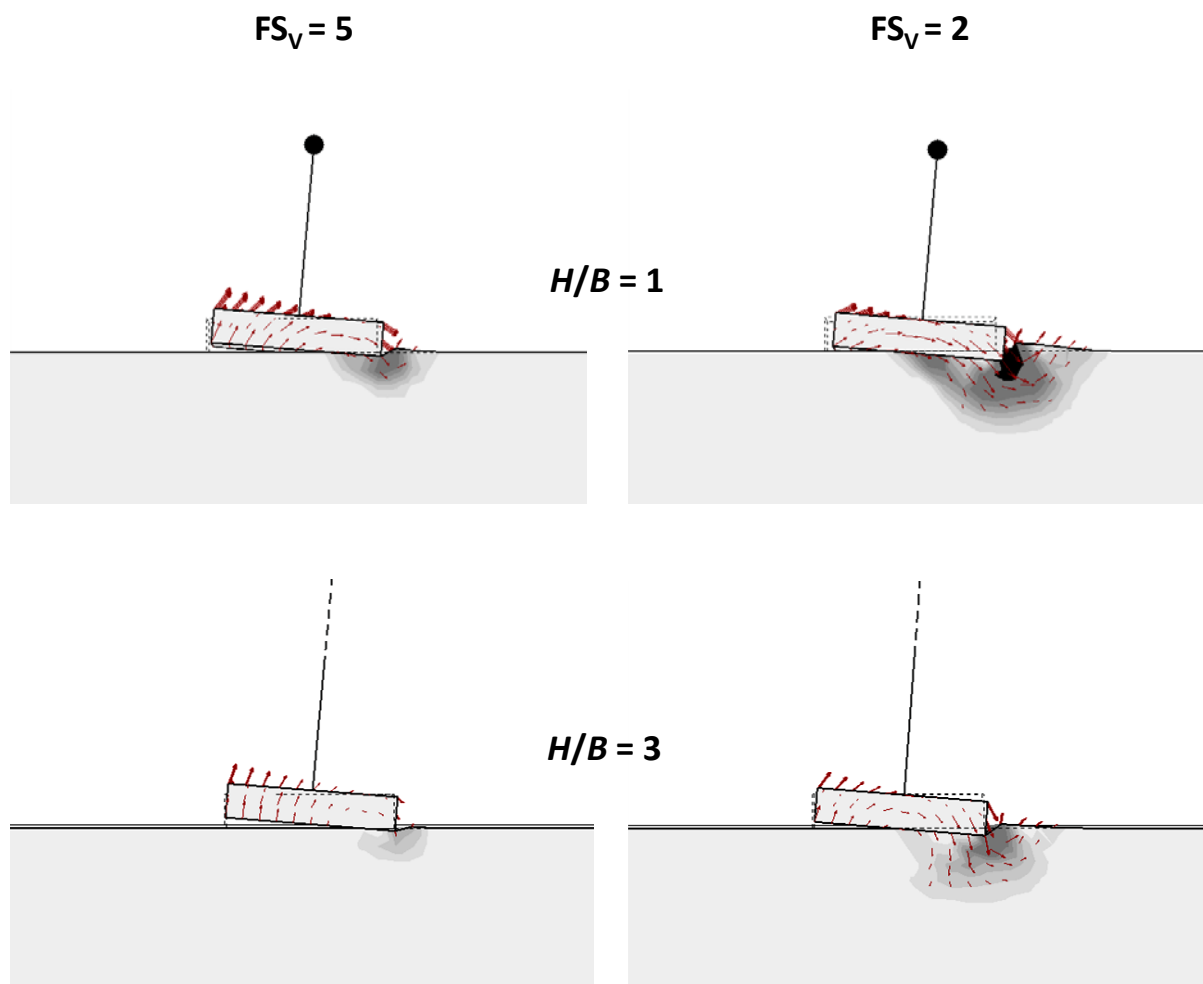 FSV = 5
FSV = 2
H/B = 1
H/B = 3